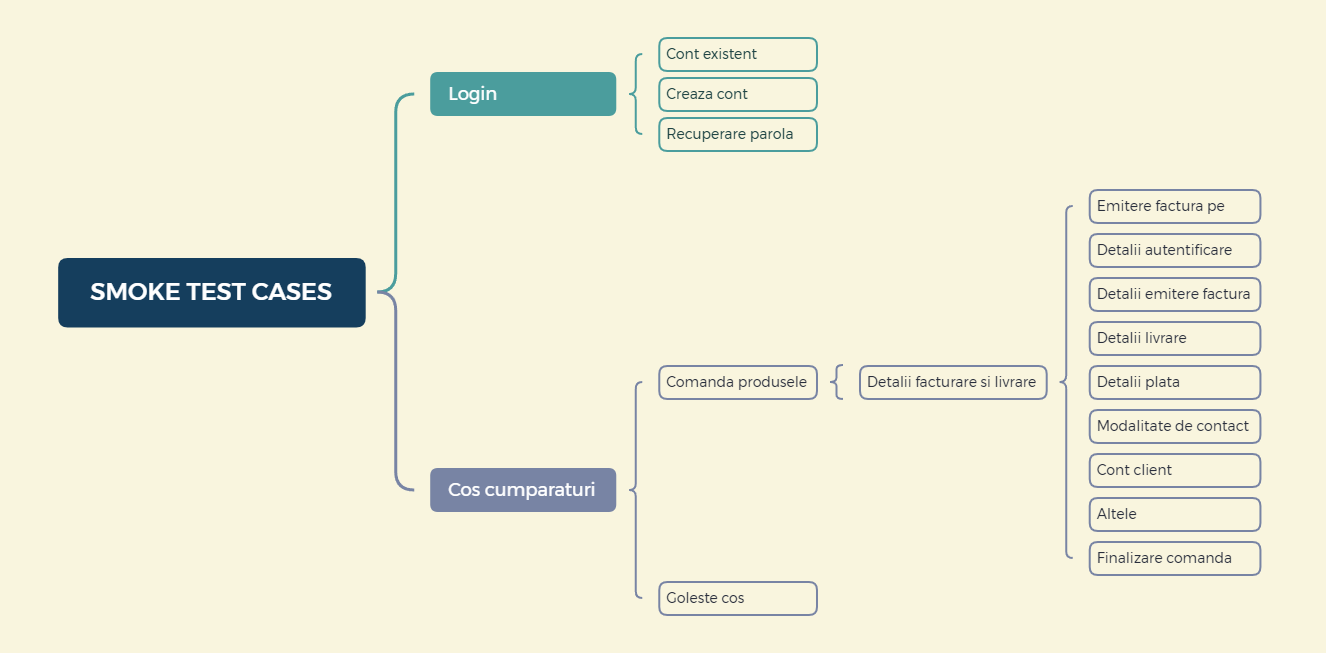 SMOKE TEST CASES
Login
Cont existent
Creaza cont
Recuperare parola
Cos cumparaturi
Comanda produsele
Detalii facturare si livrare
Emitere factura pe
Detalii autentificare
Detalii emitere factura
Detalii livrare
Detalii plata
Modalitate de contact
Cont client
Altele
Finalizare comanda
Goleste cos